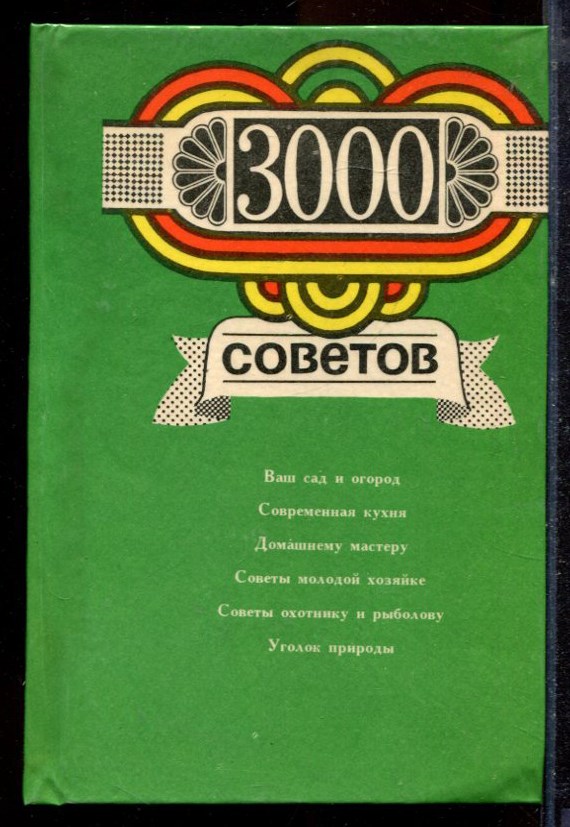 3000
советов
Ваш сад и огород
Современная кухня
Домашнему мастеру
Советы молодой хозяйке
Советы охотнику и рыболову
Уголок природы